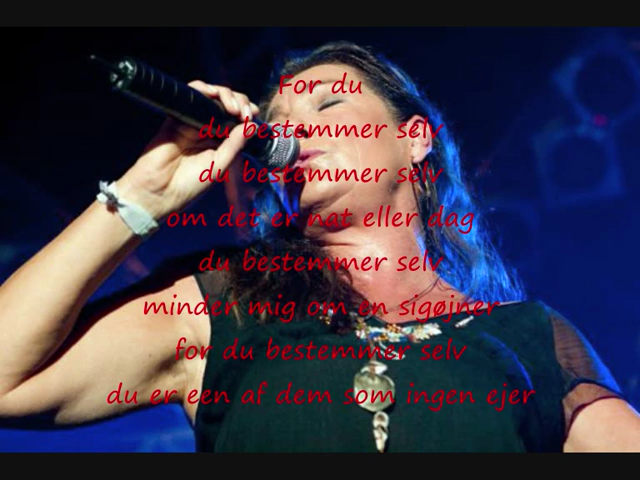 For du
du bestemmer selv
du bestemmer selv
om det er nat eller dag
du bestemmer selv
minder mig om en sigøjner
for du bestemmer selv
du er een af dem som ingen ejer